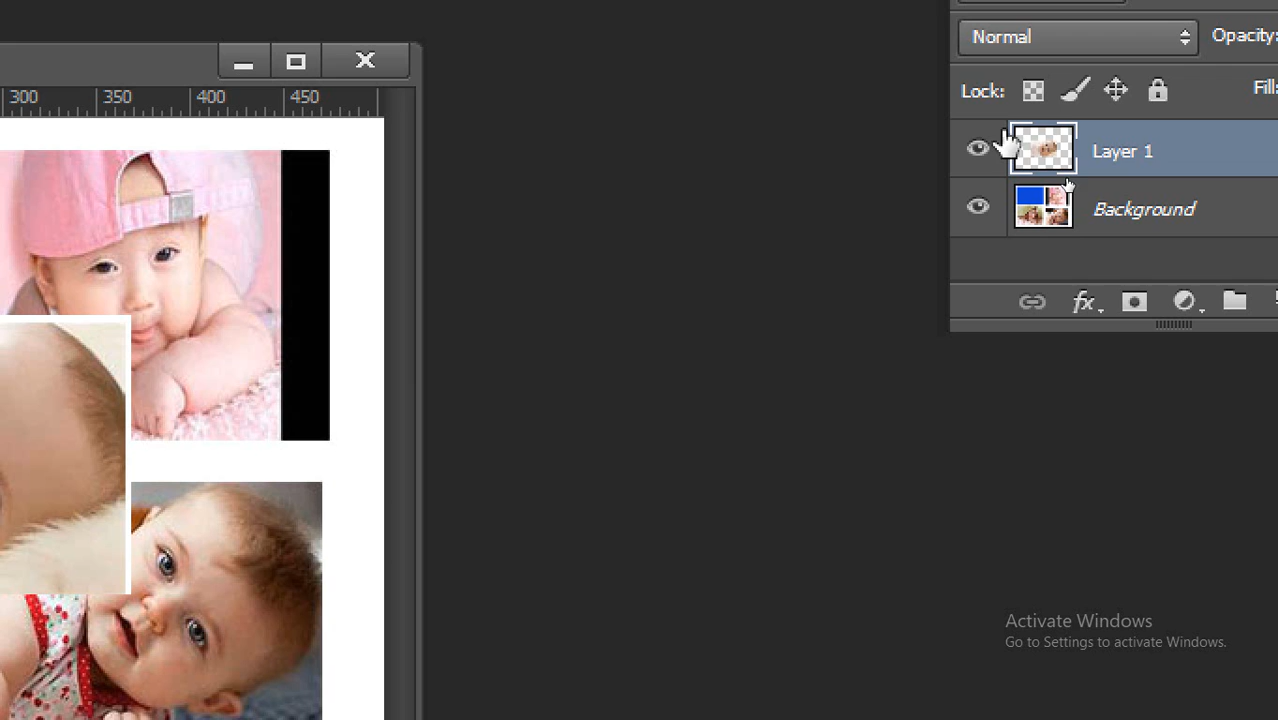 Normal
Opacity:
Lock:
Fill:
300 350 400 450
Layer 1
Background
fx
Activate Windows
Go to Settings to activate Windows.